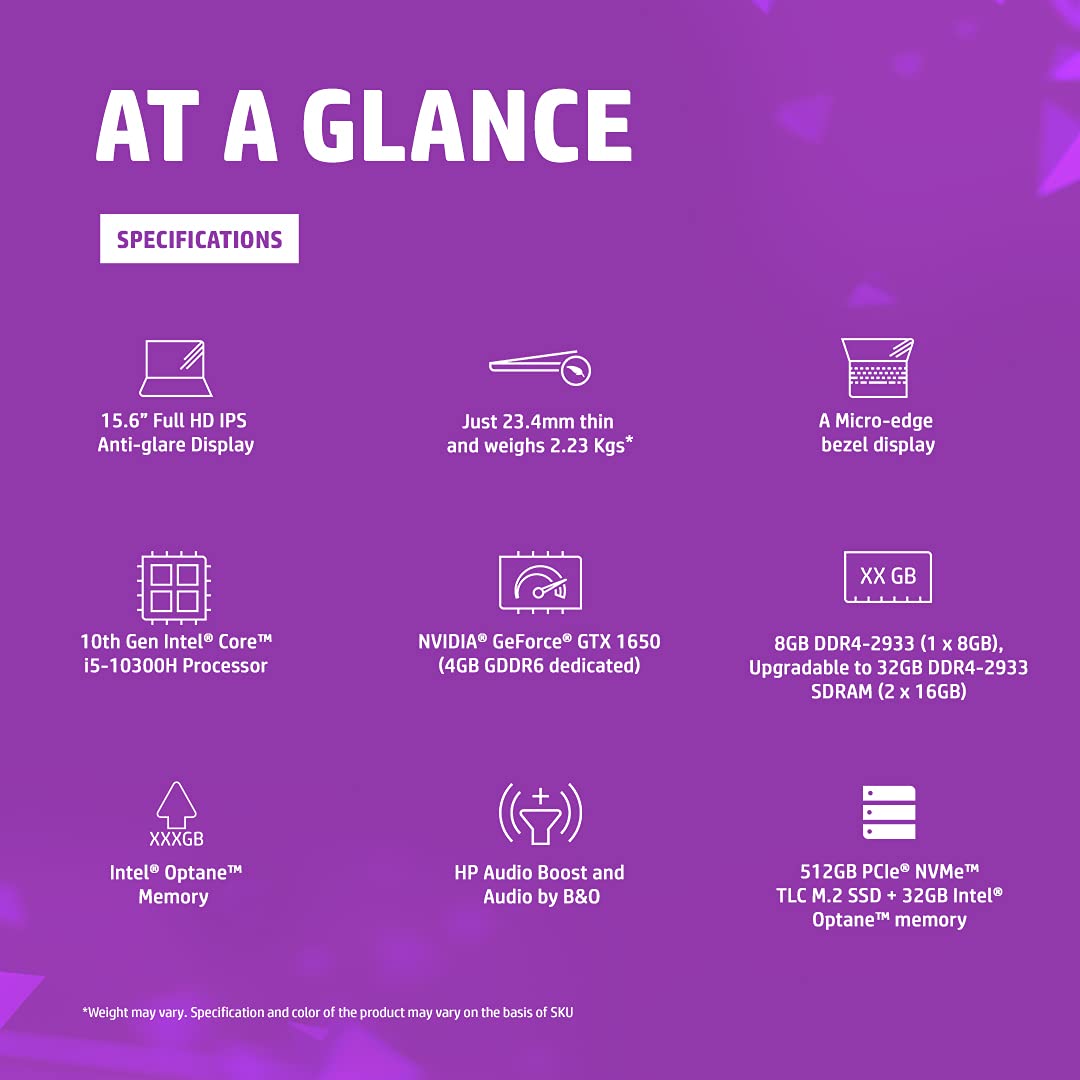 AT A GLANCE
SPECIFICATIONS
15.6” Full HD IPS
Anti-glare Display
Just 23.4mm thin
and weighs 2.23 Kgs*
A Micro-edge
bezel display
10th Gen Intel® Core™
i5-10300H Processor
NVIDIA® GeForce® GTX 1650
(4GB GDDR6 dedicated)
XX GB
8GB DDR4-2933 (1 x 8GB),
Upgradable to 32GB DDR4-2933
SDRAM (2 x 16GB)
XXXGB
Intel® Optane™
Memory
HP Audio Boost and
Audio by B&O
512GB PCIe® NVMe™
TLC M.2 SSD + 32GB Intel®
Optane™ memory
*Weight may vary. Specification and color of the product may vary on the basis of SKU